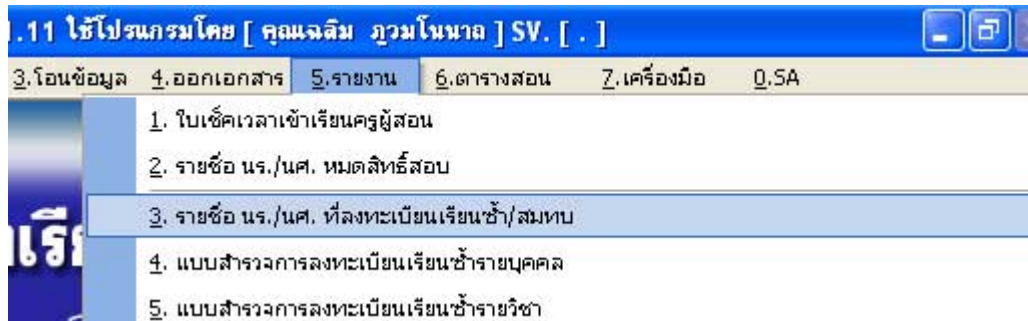 .11 ใช้โปรแกรมโดย [ คุณเฉลิม ภูวมโนนาถ ] SV. [ . ]
3.โอนข้อมูล 4.ออกเอกสาร 5.รายงาน 6.ตารางสอน 7.เครื่องมือ 0.SA
1. ใบเช็คเวลาเข้าเรียนครูผู้สอน
2. รายชื่อ นร./นศ. หมดสิทธิ์สอบ
3. รายชื่อ นร./นศ. ที่ลงทะเบียนเรียนซ้ำ/สมทบ
4. แบบสำรวจการลงทะเบียนเรียนซ้ำรายบุคคล
5. แบบสำรวจการลงทะเบียนเรียนซ้ำรายวิชา